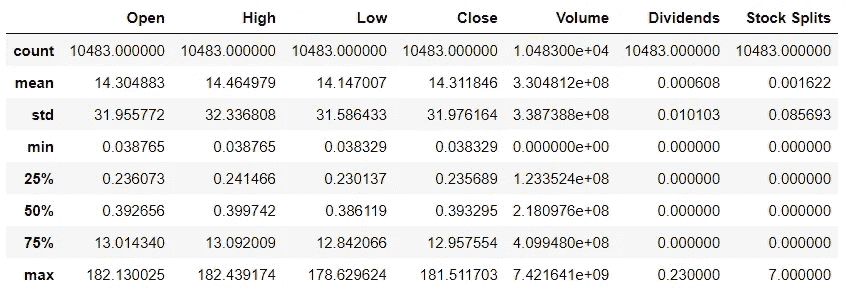 Open High Low Close Volume Dividends Stock Splits
count 10483.000000 10483.000000 10483.000000 10483.000000 1.048300e+04 10483.000000 10483.000000
mean 14.304883 14.464979 14.147007 14.311846 3.304812e+08 0.000608 0.001622
std 31.955772 32.336808 31.586433 31.976164 3.387388e+08 0.010103 0.085693
min 0.038765 0.038765 0.038329 0.038329 0.000000e+00 0.000000 0.000000
25% 0.236073 0.241466 0.230137 0.235689 1.233524e+08 0.000000 0.000000
50% 0.392656 0.399742 0.386119 0.393295 2.180976e+08 0.000000 0.000000
75% 13.014340 13.092009 12.842066 12.957554 4.099480e+08 0.000000 0.000000
max 182.130025 182.439174 178.629624 181.511703 7.421641e+09 0.230000 7.000000